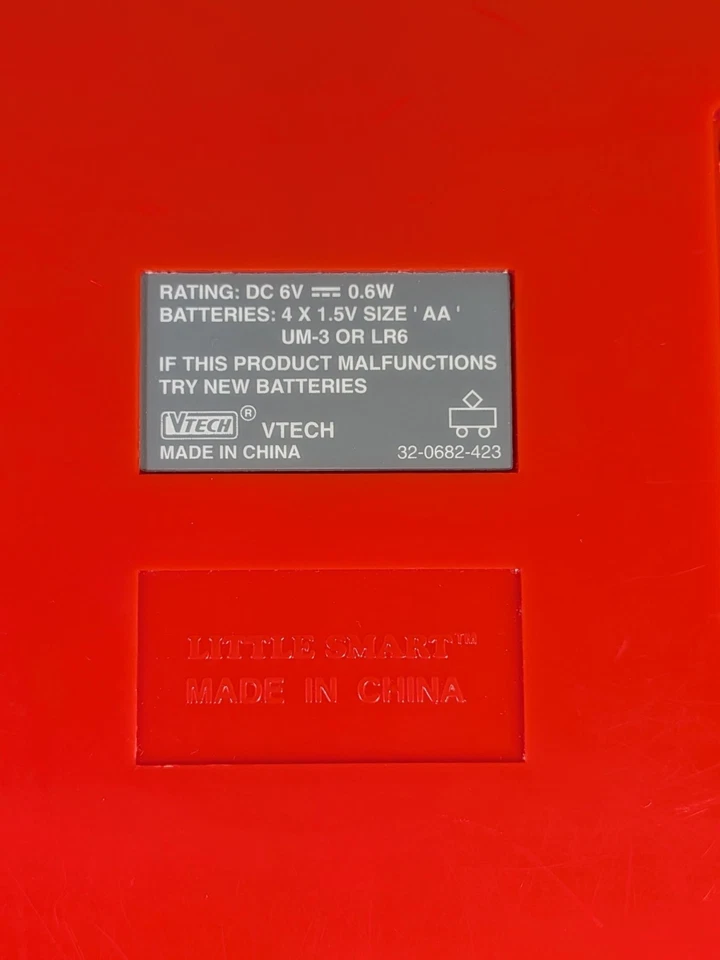 RATING: DC 6V ⎓ 0.6W
BATTERIES: 4 X 1.5V SIZE ' AA '
UM-3 OR LR6
IF THIS PRODUCT MALFUNCTIONS
TRY NEW BATTERIES
VTECH® VTECH
MADE IN CHINA 32-0682-423
LITTLE SMART™
MADE IN CHINA